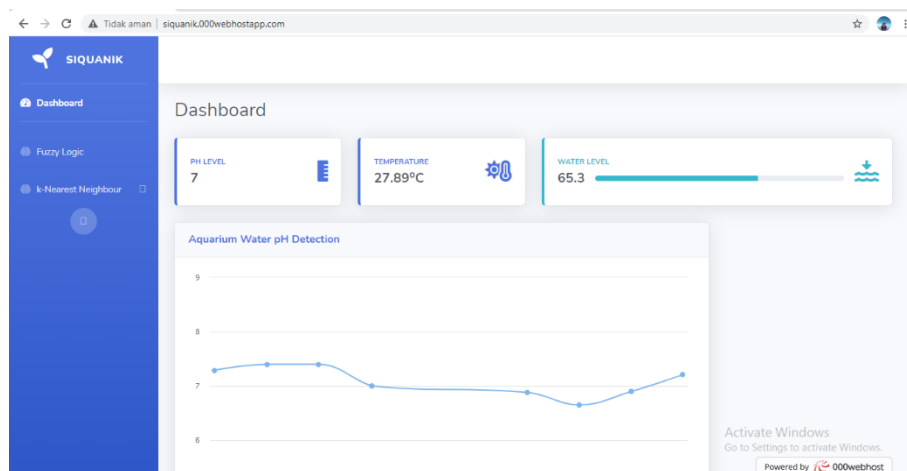 Tidak aman | siquanik.000webhostapp.com
SIQUANIK
Dashboard
Fuzzy Logic
k-Nearest Neighbour
Dashboard
PH LEVEL
7
TEMPERATURE
27.89°C
WATER LEVEL
65.3
Aquarium Water pH Detection
9
8
7
6
Activate Windows
Go to Settings to activate Windows.
Powered by 000webhost